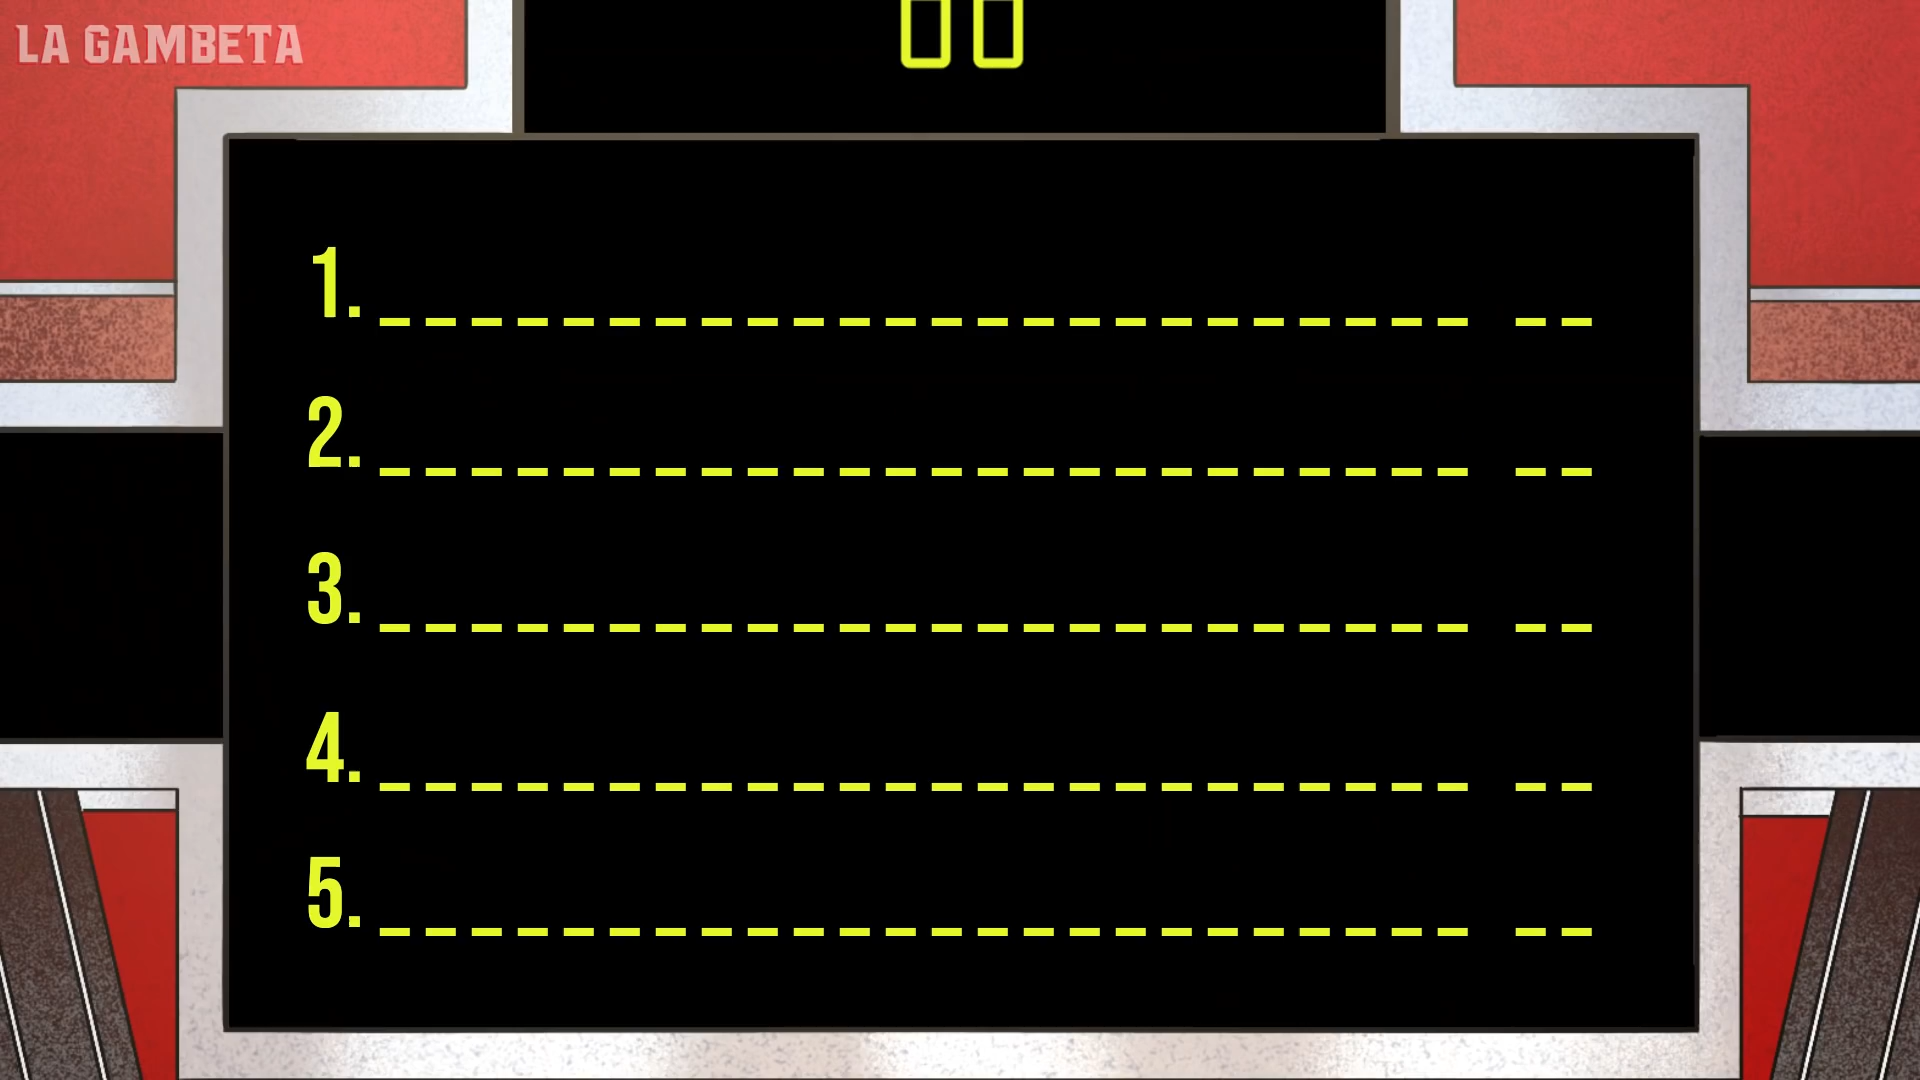 LA GAMBETA
00
1. _ _ _ _ _ _ _ _ _ _ _ _ _ _ _ _ _ _ _ _ _ _ _ _ _ _
2. _ _ _ _ _ _ _ _ _ _ _ _ _ _ _ _ _ _ _ _ _ _ _ _ _ _
3. _ _ _ _ _ _ _ _ _ _ _ _ _ _ _ _ _ _ _ _ _ _ _ _ _ _
4. _ _ _ _ _ _ _ _ _ _ _ _ _ _ _ _ _ _ _ _ _ _ _ _ _ _
5. _ _ _ _ _ _ _ _ _ _ _ _ _ _ _ _ _ _ _ _ _ _ _ _ _ _